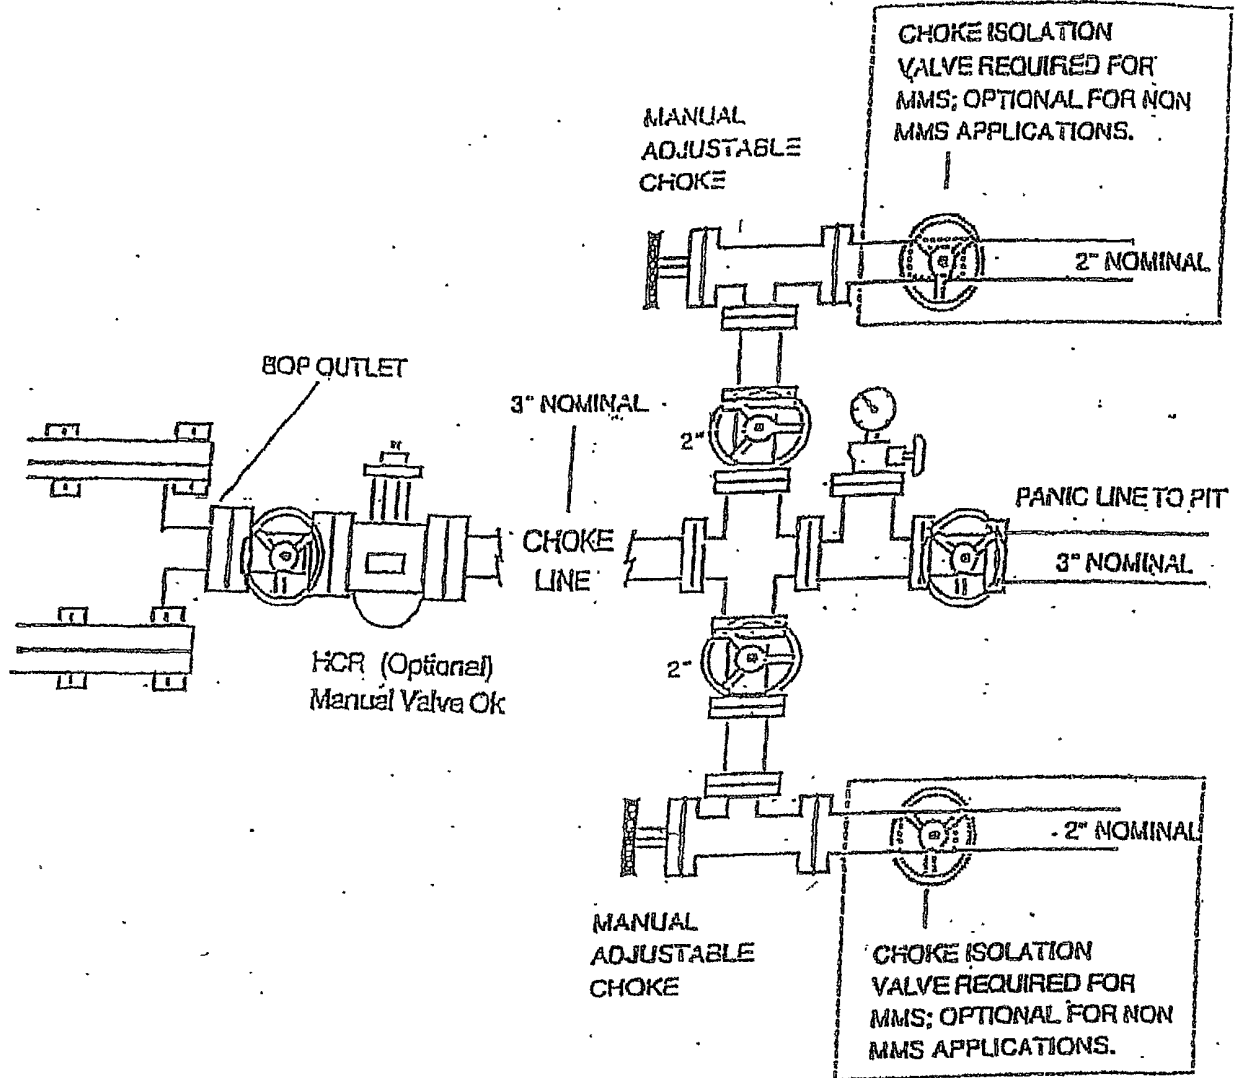 CHOKE ISOLATION
VALVE REQUIRED FOR
MMS; OPTIONAL FOR NON
MMS APPLICATIONS.
MANUAL
ADJUSTABLE
CHOKE
2" NOMINAL
BOP OUTLET
3" NOMINAL
2"
PANIC LINE TO PIT
CHOKE
LINE
3" NOMINAL
HCR (Optional)
Manual Valve Ok
2"
2" NOMINAL
MANUAL
ADJUSTABLE
CHOKE
CHOKE ISOLATION
VALVE REQUIRED FOR
MMS; OPTIONAL FOR NON
MMS APPLICATIONS.